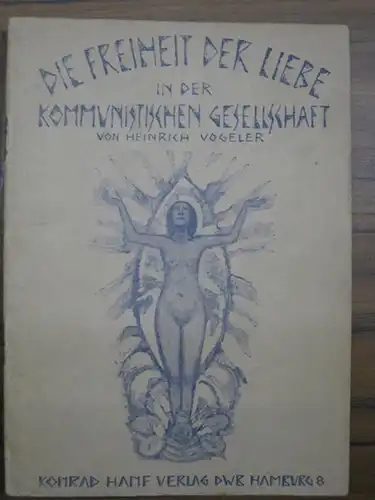 DIE FREIHEIT DER LIEBE
IN DER
KOMMUNISTISCHEN GESELLSCHAFT
VON HEINRICH VOGELER
KONRAD HANF VERLAG DWB HAMBURG 8